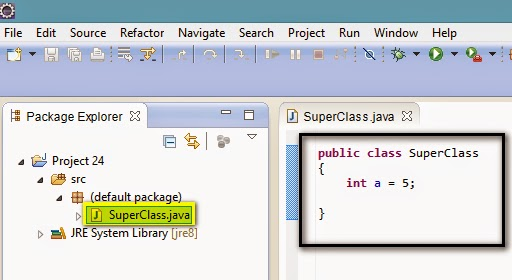 File Edit Source Refactor Navigate Search Project Run Window Help
Package Explorer
Project 24
src
(default package)
SuperClass.java
JRE System Library [jre8]
SuperClass.java
public class SuperClass
{
int a = 5;
}